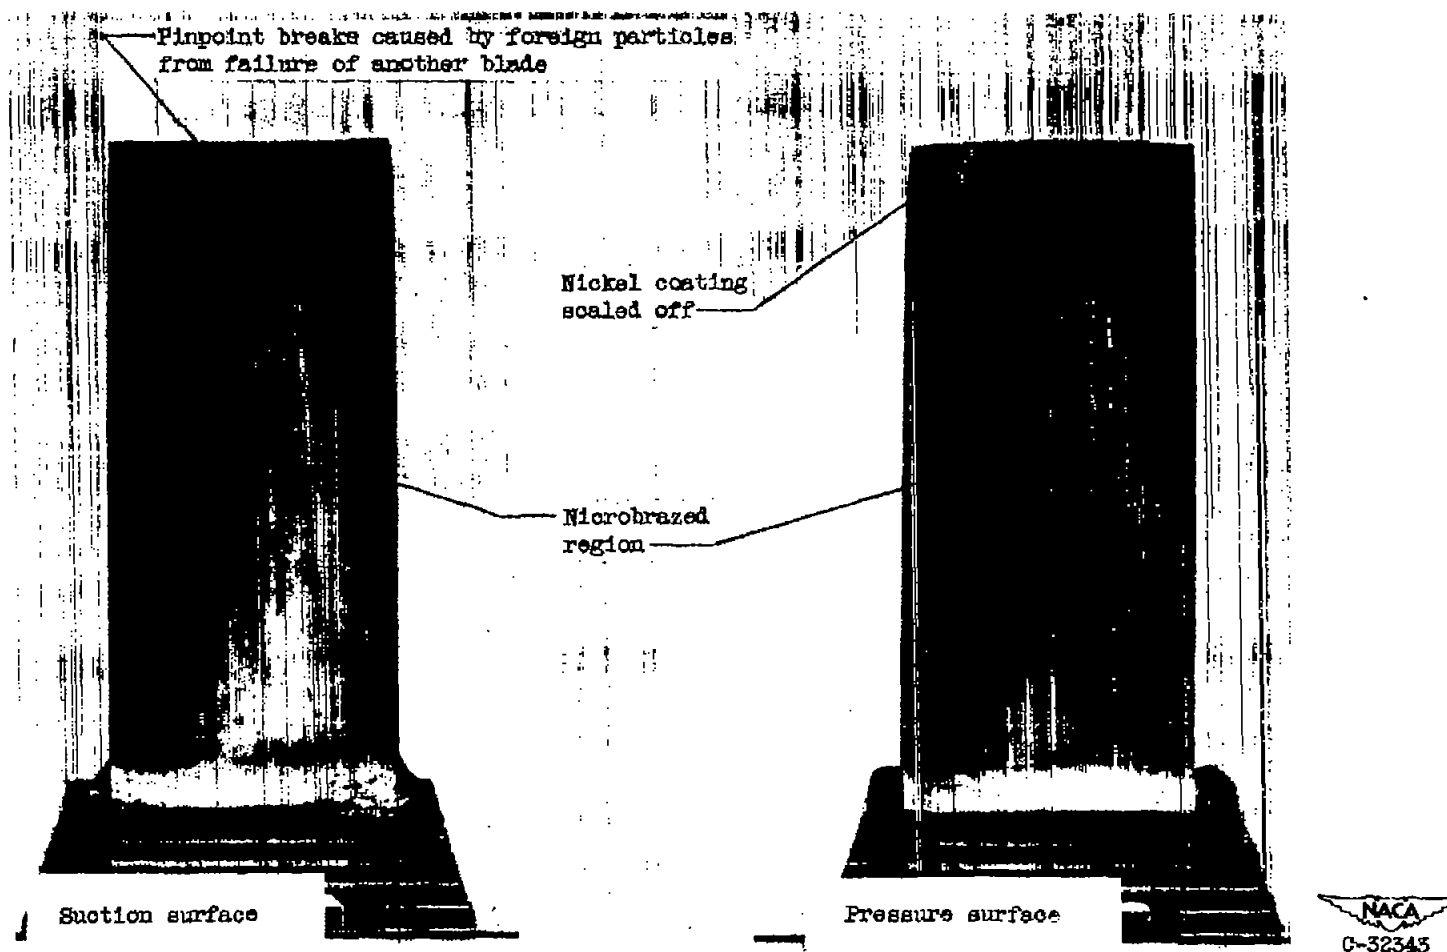 Pinpoint breaks caused by foreign particles
from failure of another blade
Nickel coating
scaled off
Nicrobrazed
region
Suction surface
Pressure surface
NACA
C-32343